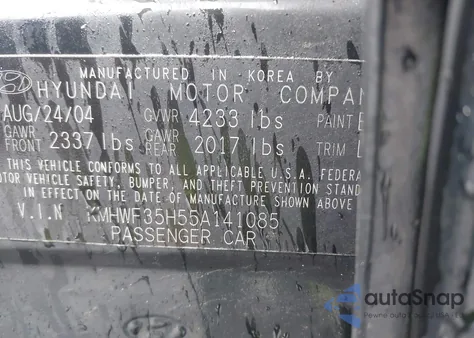 MANUFACTURED IN KOREA BY
HYUNDAI MOTOR COMPA
AUG/24/04 GVWR 4233 lbs PAINT
GAWR FRONT 2337 lbs GAWR REAR 2017 lbs TRIM
THIS VEHICLE CONFORMS TO ALL APPLICABLE U.S.A. FEDERA
OTOR VEHICLE SAFETY, BUMPER, AND THEFT PREVENTION STAND
IN EFFECT ON THE DATE OF MANUFACTURE SHOWN ABOVE
V.I.N KMHWF35H55A141085
PASSENGER CAR
autoSnap